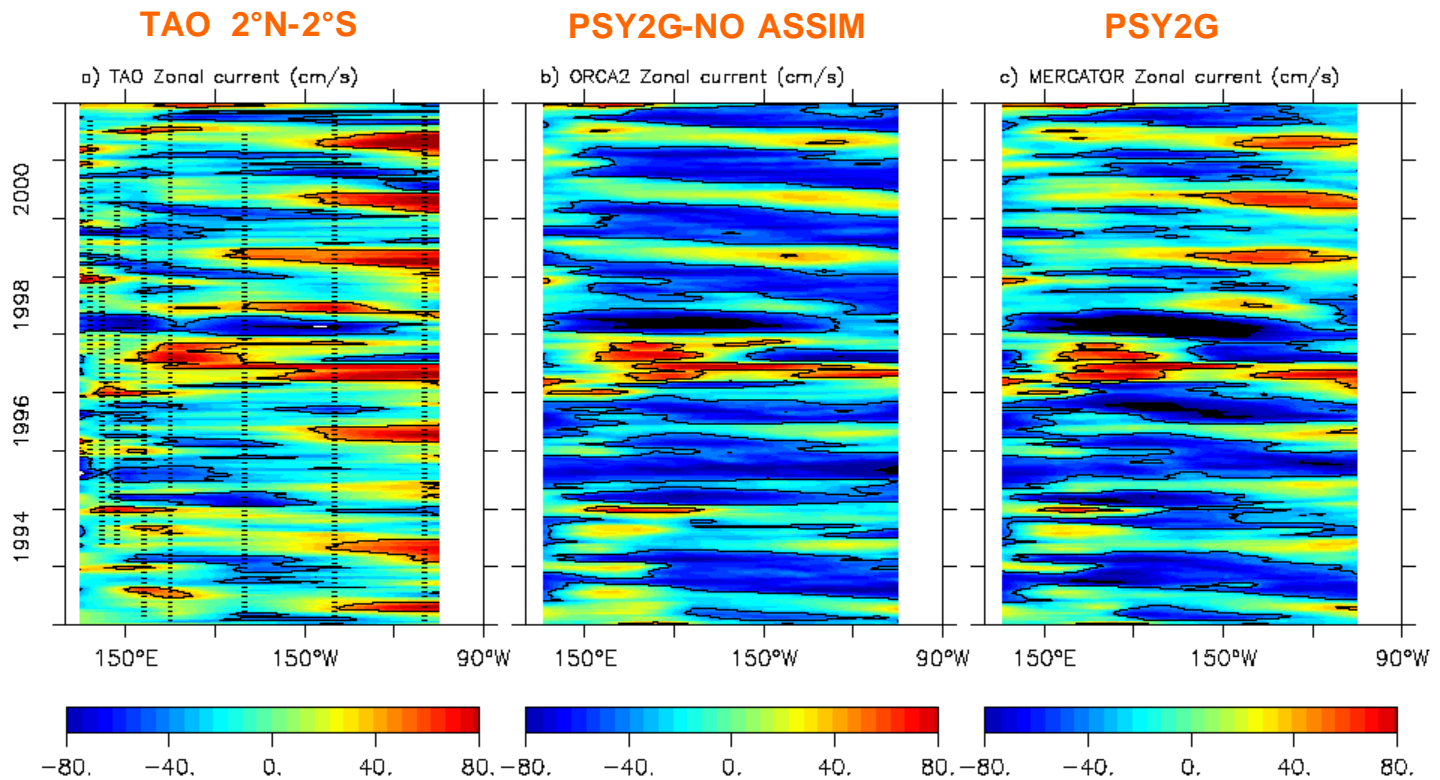 TAO 2°N-2°S
PSY2G-NO ASSIM
PSY2G
a) TAO Zonal current (cm/s)
b) ORCA2 Zonal current (cm/s)
c) MERCATOR Zonal current (cm/s)
2000
1998
1996
1994
150°E 150°W 90°W
150°E 150°W 90°W
150°E 150°W 90°W
-80. -40. 0. 40. 80.
-80. -40. 0. 40. 80.
-80. -40. 0. 40. 80.